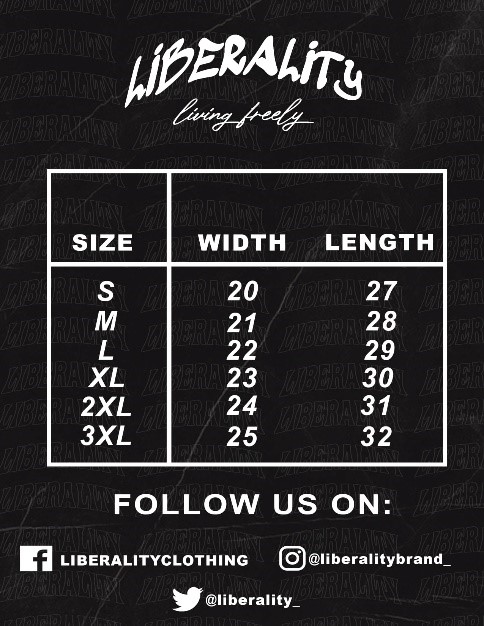 LIBERALITY
living freely
SIZE WIDTH LENGTH
S 20 27
M 21 28
L 22 29
XL 23 30
2XL 24 31
3XL 25 32
FOLLOW US ON:
LIBERALITYCLOTHING @liberalitybrand_
@liberality_